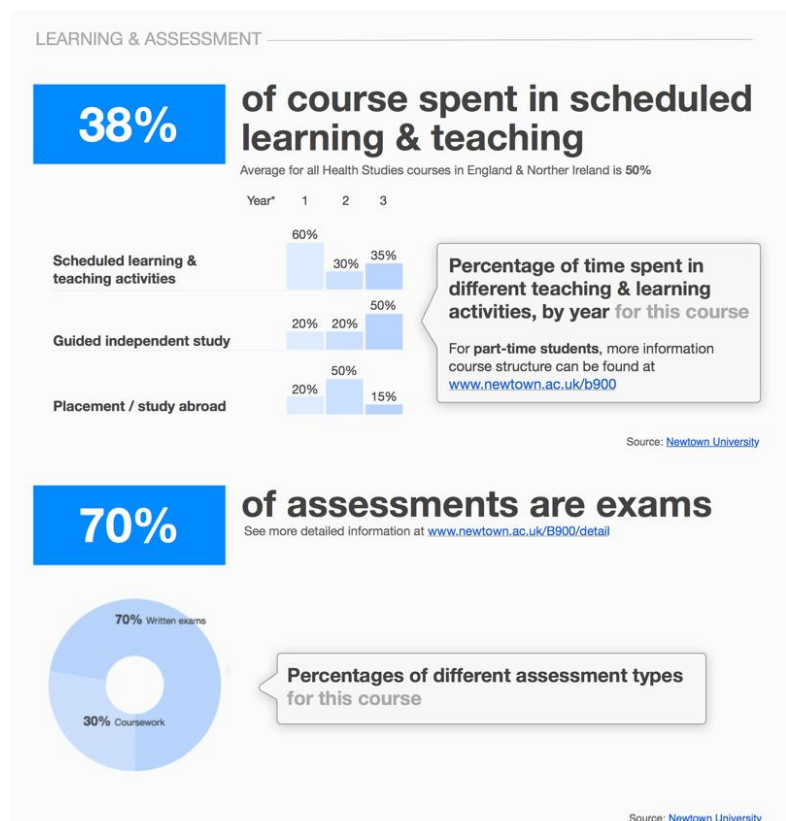 LEARNING & ASSESSMENT
38%
of course spent in scheduled
learning & teaching
Average for all Health Studies courses in England & Norther Ireland is 50%
Year* 1 2 3
Scheduled learning &
teaching activities
60% 30% 35%
Guided independent study
20% 20% 50%
Placement / study abroad
20% 50% 15%
Percentage of time spent in
different teaching & learning
activities, by year for this course
For part-time students, more information
course structure can be found at
www.newtown.ac.uk/b900
Source: Newtown University
70%
of assessments are exams
See more detailed information at www.newtown.ac.uk/B900/detail
70% Written exams
30% Coursework
Percentages of different assessment types
for this course
Source: Newtown University